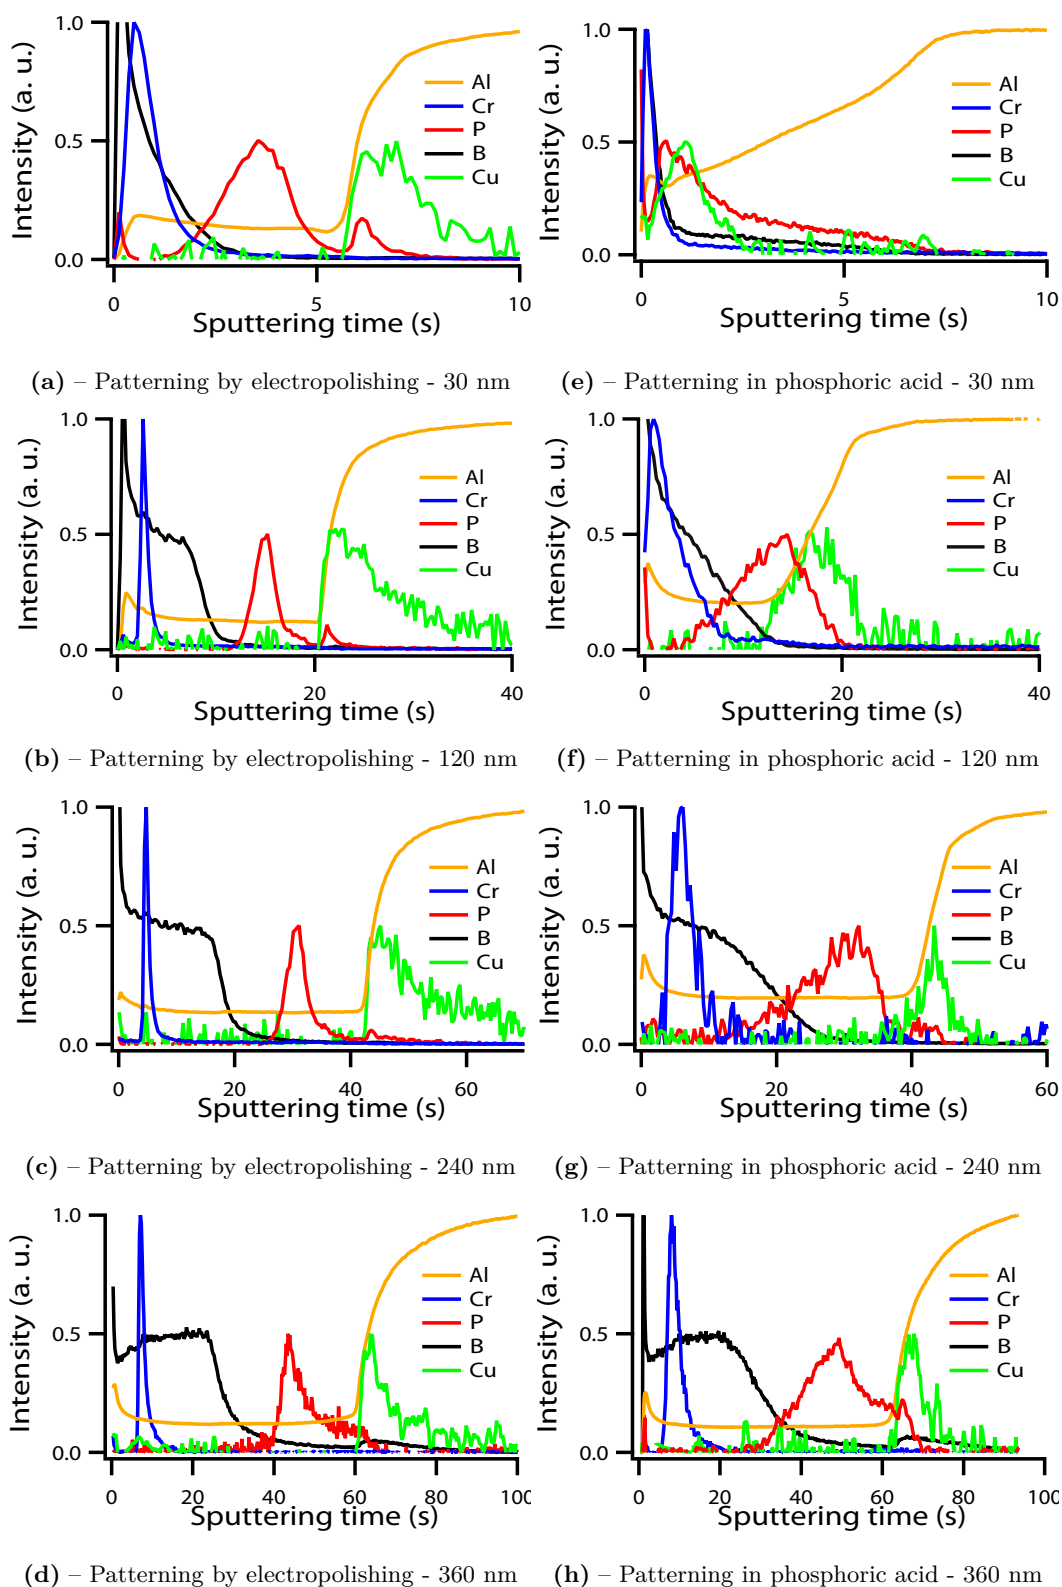 1.0
0.5
0.0
Intensity (a. u.)
Al
Cr
P
B
Cu
0
5
10
Sputtering time (s)
(a) – Patterning by electropolishing - 30 nm
1.0
0.5
0.0
Intensity (a. u.)
Al
Cr
P
B
Cu
0
5
10
Sputtering time (s)
(e) – Patterning in phosphoric acid - 30 nm
1.0
0.5
0.0
Intensity (a. u.)
Al
Cr
P
B
Cu
0
20
40
Sputtering time (s)
(b) – Patterning by electropolishing - 120 nm
1.0
0.5
0.0
Intensity (a. u.)
Al
Cr
P
B
Cu
0
20
40
Sputtering time (s)
(f) – Patterning in phosphoric acid - 120 nm
1.0
0.5
0.0
Intensity (a. u.)
Al
Cr
P
B
Cu
0
20
40
60
Sputtering time (s)
(c) – Patterning by electropolishing - 240 nm
1.0
0.5
0.0
Intensity (a. u.)
Al
Cr
P
B
Cu
0
20
40
60
Sputtering time (s)
(g) – Patterning in phosphoric acid - 240 nm
1.0
0.5
0.0
Intensity (a. u.)
Al
Cr
P
B
Cu
0
20
40
60
80
100
Sputtering time (s)
(d) – Patterning by electropolishing - 360 nm
1.0
0.5
0.0
Intensity (a. u.)
Al
Cr
P
B
Cu
0
20
40
60
80
100
Sputtering time (s)
(h) – Patterning in phosphoric acid - 360 nm